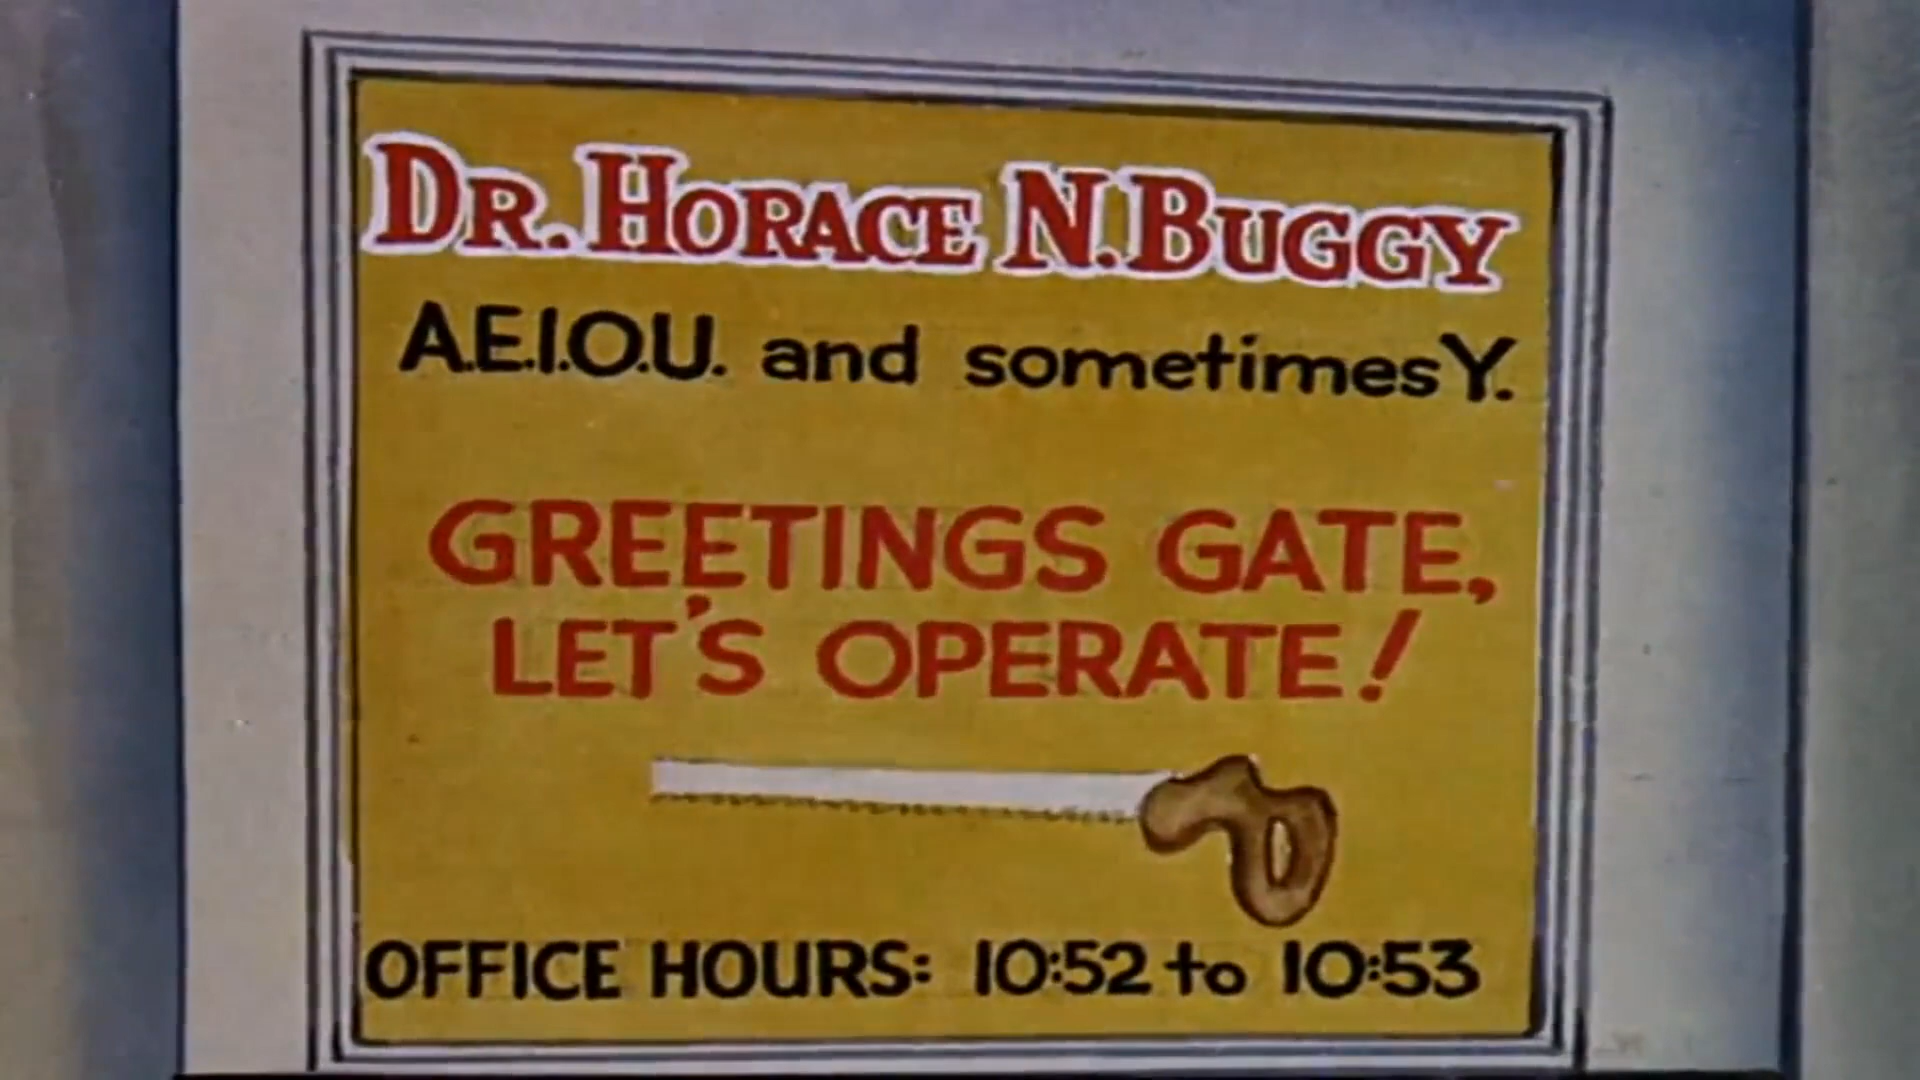 DR. HORACE N. BUGGY
A.E.I.O.U. and sometimes Y.
GREETINGS GATE,
LET'S OPERATE!
OFFICE HOURS: 10:52 to 10:53